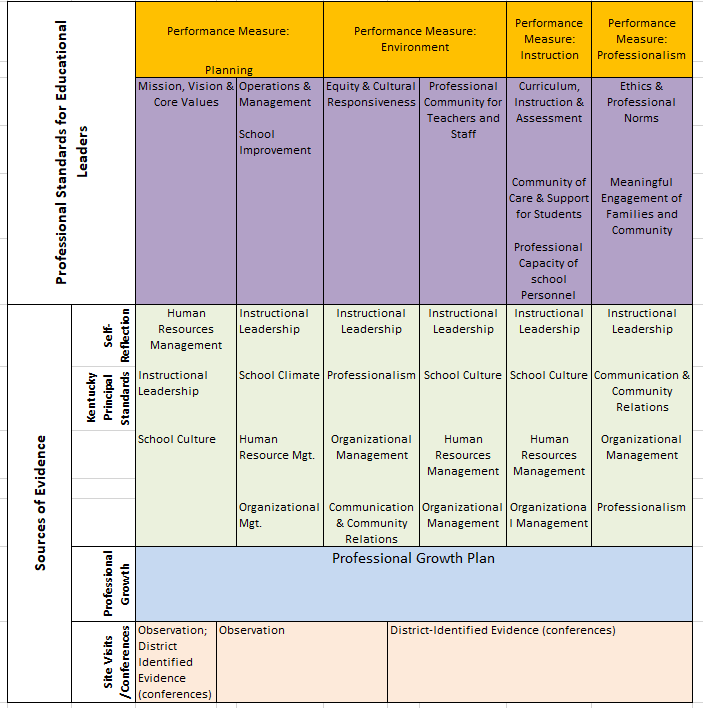 Professional Standards for Educational
Leaders
Performance Measure:
Planning
Performance Measure:
Environment
Performance
Measure:
Instruction
Performance
Measure:
Professionalism
Mission, Vision &
Core Values
Operations &
Management
School
Improvement
Equity & Cultural
Responsiveness
Professional
Community for
Teachers and
Staff
Curriculum,
Instruction &
Assessment
Community of
Care & Support
for Students
Professional
Capacity of
school
Personnel
Ethics &
Professional
Norms
Meaningful
Engagement of
Families and
Community
Sources of Evidence
Self-
Reflection
Human
Resources
Management
Instructional
Leadership
Instructional
Leadership
Instructional
Leadership
Instructional
Leadership
Instructional
Leadership
Kentucky
Principal
Standards
Instructional
Leadership
School Climate
Professionalism
School Culture
School Culture
Communication &
Community
Relations
School Culture
Human
Resource Mgt.
Organizational
Management
Human
Resources
Management
Human
Resources
Management
Organizational
Management
Organizational
Mgt.
Communication
& Community
Relations
Organizational
Management
Organizationa
l Management
Professionalism
Professional
Growth
Professional Growth Plan
Site Visits
/Conferences
Observation;
District
Identified
Evidence
(conferences)
Observation
District-Identified Evidence (conferences)